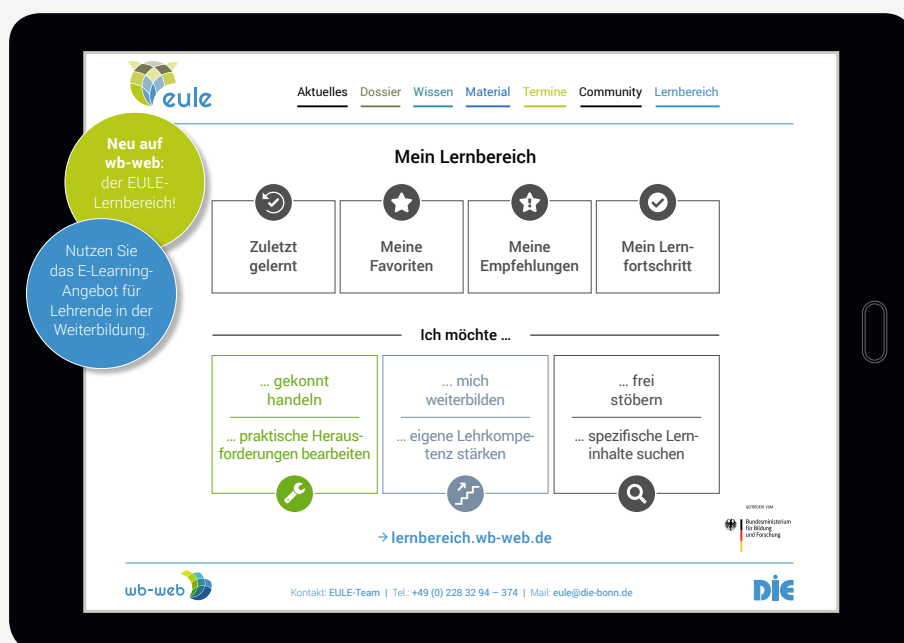 eule
Aktuelles Dossier Wissen Material Termine Community Lernbereich
Neu auf
wb-web:
der EULE-
Lernbereich!
Nutzen Sie
das E-Learning-
Angebot für
Lehrende in der
Weiterbildung.
Mein Lernbereich
Zuletzt
gelernt
Meine
Favoriten
Meine
Empfehlungen
Mein Lern-
fortschritt
Ich möchte ...
... gekonnt
handeln
... praktische Heraus-
forderungen bearbeiten
... mich
weiterbilden
... eigene Lehrkompe-
tenz stärken
... frei
stöbern
... spezifische Lern-
inhalte suchen
→ lernbereich.wb-web.de
GEFÖRDERT VOM
Bundesministerium
für Bildung
und Forschung
wb-web
Kontakt: EULE-Team | Tel.: +49 (0) 228 32 94 – 374 | Mail: eule@die-bonn.de
DIE